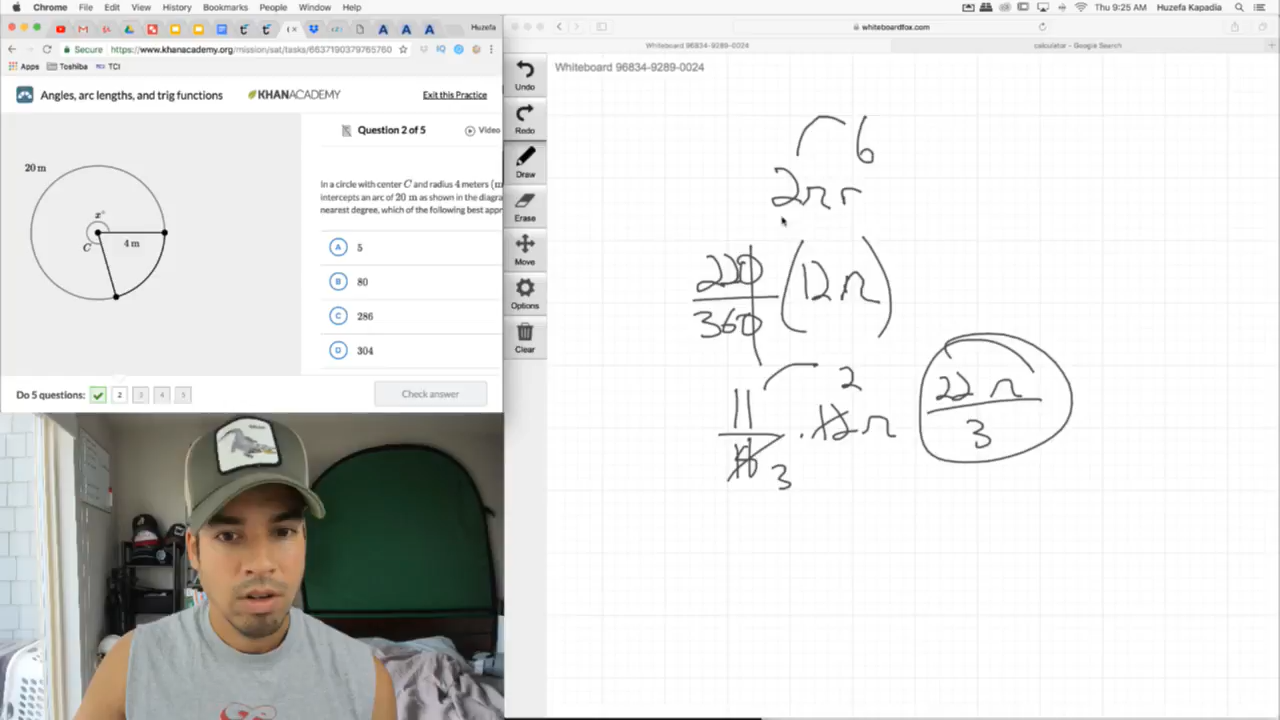 Chrome File Edit View History Bookmarks People Window Help
Thu 9:25 AM Huzefa Kapadia
Huzefa
Secure https://www.khanacademy.org/mission/sat/tasks/6637190379765760
Apps Toshiba TCI
whiteboardfox.com
Whiteboard 96834-9289-0024
calculator - Google Search
Whiteboard 96834-9289-0024
Angles, arc lengths, and trig functions
KHANACADEMY
Exit this Practice
Question 2 of 5
Video
20 m
x°
C
4 m
In a circle with center C and radius 4 meters (m
intercepts an arc of 20 m as shown in the diagra
nearest degree, which of the following best appr
A 5
B 80
C 286
D 304
Do 5 questions: 2 3 4 5
Check answer
Undo
Redo
Draw
Erase
Move
Options
Clear
6
2πr
220
360
(12π)
11
3
2
· 12π
22π
3